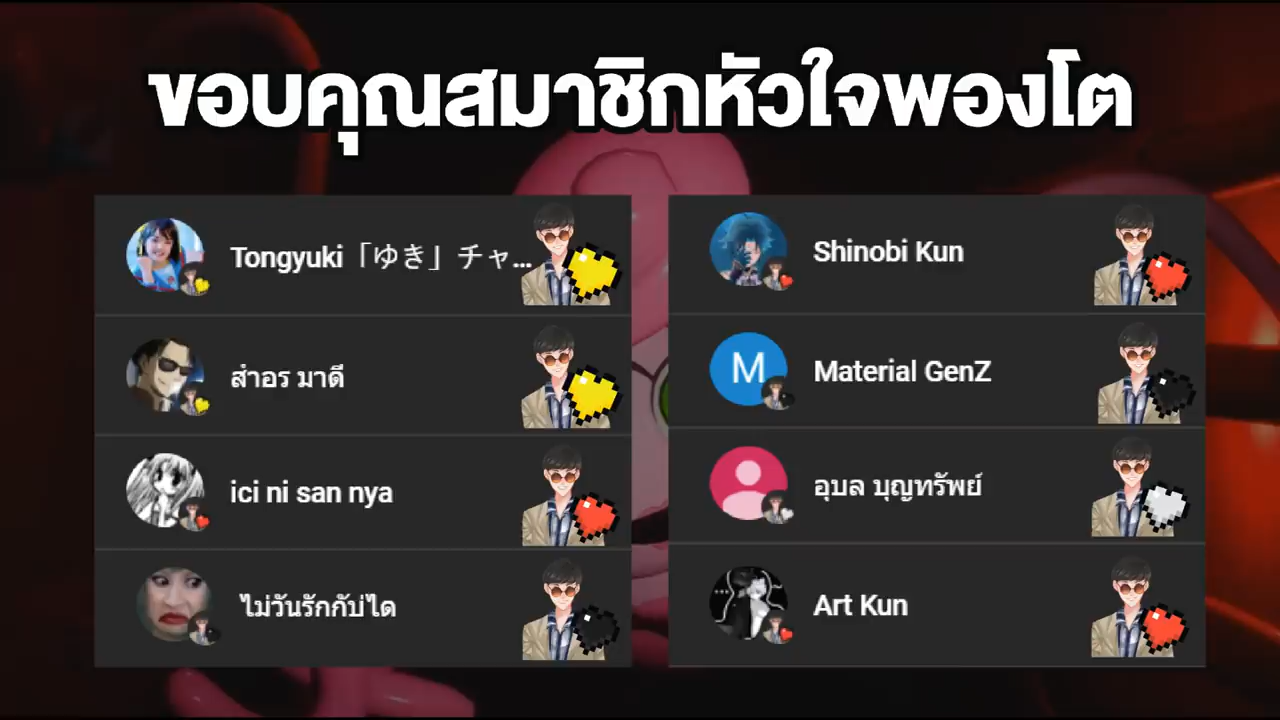 ขอบคุณสมาชิกหัวใจพองโต
Tongyuki「ゆき」チャ...
สำอร มาดี
ici ni san nya
ไม่วันรักกับ่ได
Shinobi Kun
M
Material GenZ
อุบล บุญทรัพย์
Art Kun